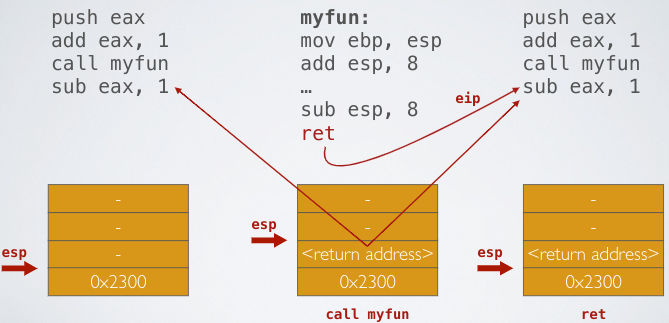 push eax
add eax, 1
call myfun
sub eax, 1
myfun:
mov ebp, esp
add esp, 8
…
sub esp, 8
ret
push eax
add eax, 1
call myfun
sub eax, 1
eip
esp
-
-
-
0x2300
esp
-
-
<return address>
0x2300
call myfun
esp
-
-
<return address>
0x2300
ret